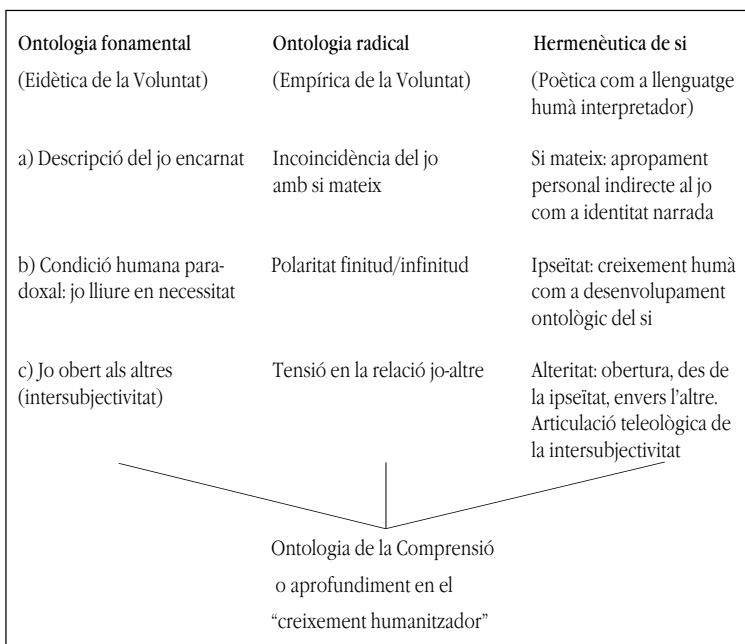 Ontologia fonamental
(Eidètica de la Voluntat)
a) Descripció del jo encarnat
b) Condició humana para-
doxal: jo lliure en necessitat
c) Jo obert als altres
(intersubjectivitat)
Ontologia radical
(Empírica de la Voluntat)
Incoincidència del jo
amb si mateix
Polaritat finitud/infinitud
Tensió en la relació jo-altre
Hermenèutica de si
(Poètica com a llenguatge
humà interpretador)
Si mateix: apropament
personal indirecte al jo
com a identitat narrada
Ipseïtat: creixement humà
com a desenvolupament
ontològic del si
Alteritat: obertura, des de
la ipseïtat, envers l’altre.
Articulació teleològica de
la intersubjectivitat
Ontologia de la Comprensió
o aprofundiment en el
“creixement humanitzador”